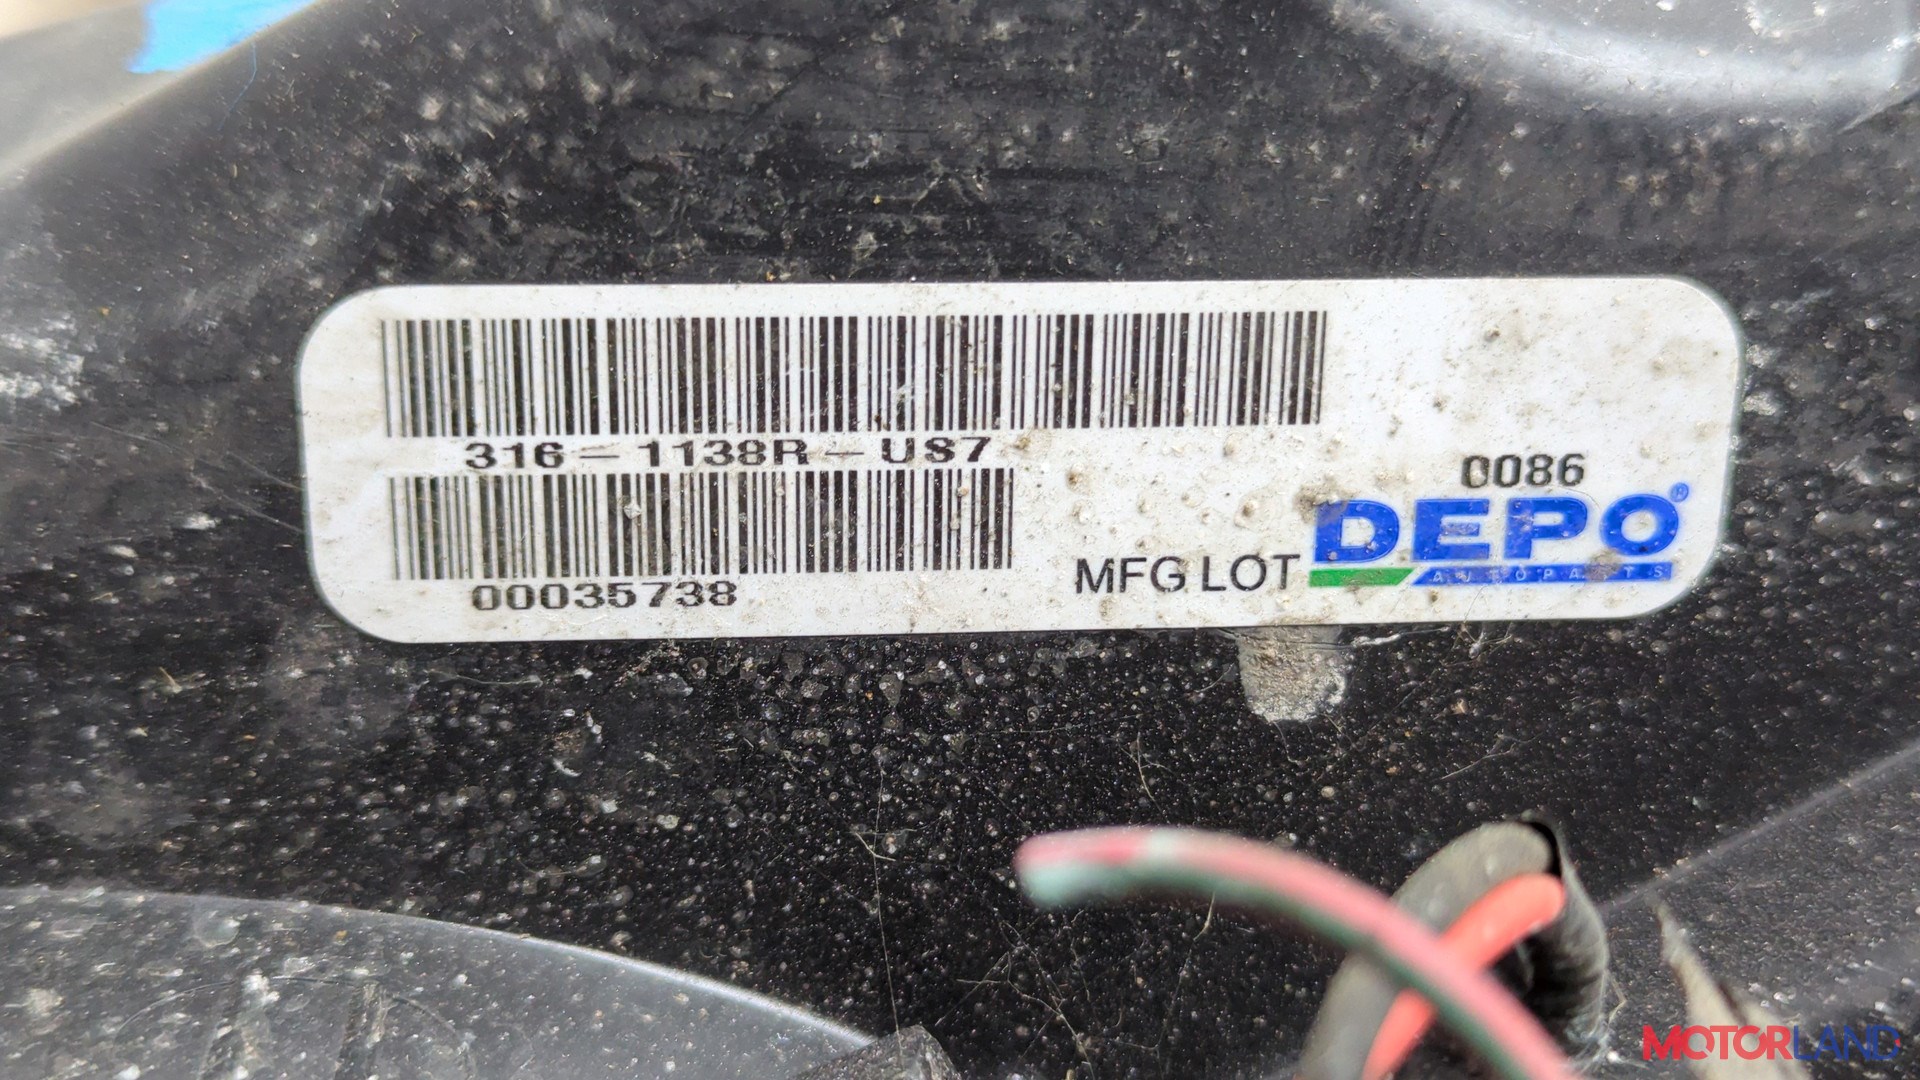 316-1138R-US7
0086
00035738
MFG LOT
DEPO®
AUTOPARTS
MOTORLAND